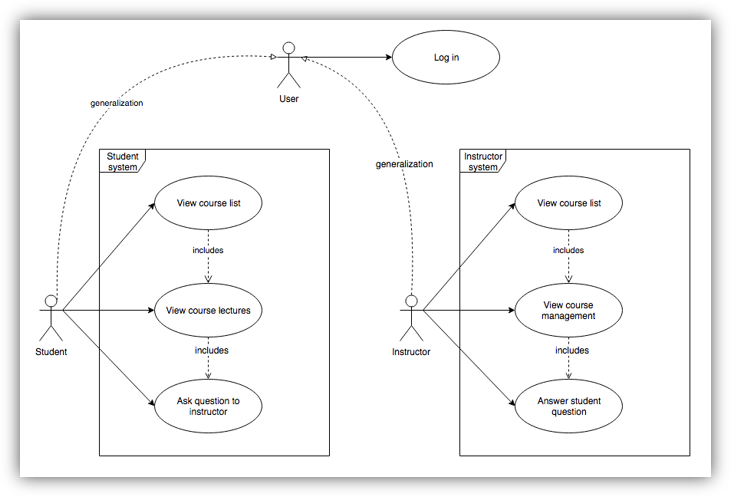 Log in
User
generalization
generalization
Student
system
Instructor
system
View course list
View course list
includes
includes
View course lectures
View course
management
Student
Instructor
includes
includes
Ask question to
instructor
Answer student
question